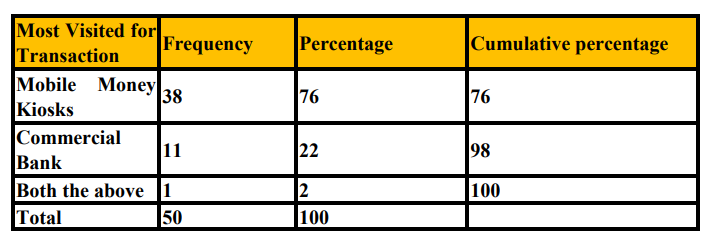 Most Visited for Transaction Frequency Percentage Cumulative percentage
Mobile Money Kiosks 38 76 76
Commercial Bank 11 22 98
Both the above 1 2 100
Total 50 100